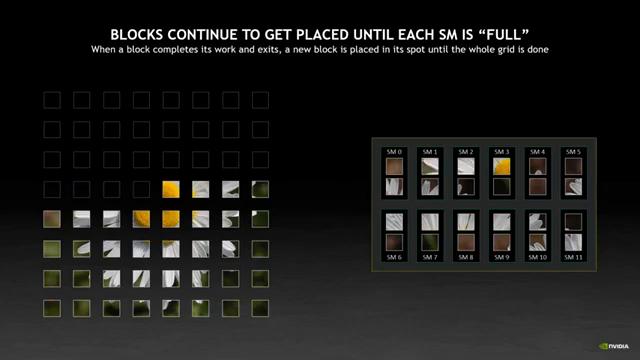 BLOCKS CONTINUE TO GET PLACED UNTIL EACH SM IS “FULL”
When a block completes its work and exits, a new block is placed in its spot until the whole grid is done
SM 0 SM 1 SM 2 SM 3 SM 4 SM 5
SM 6 SM 7 SM 8 SM 9 SM 10 SM 11
NVIDIA